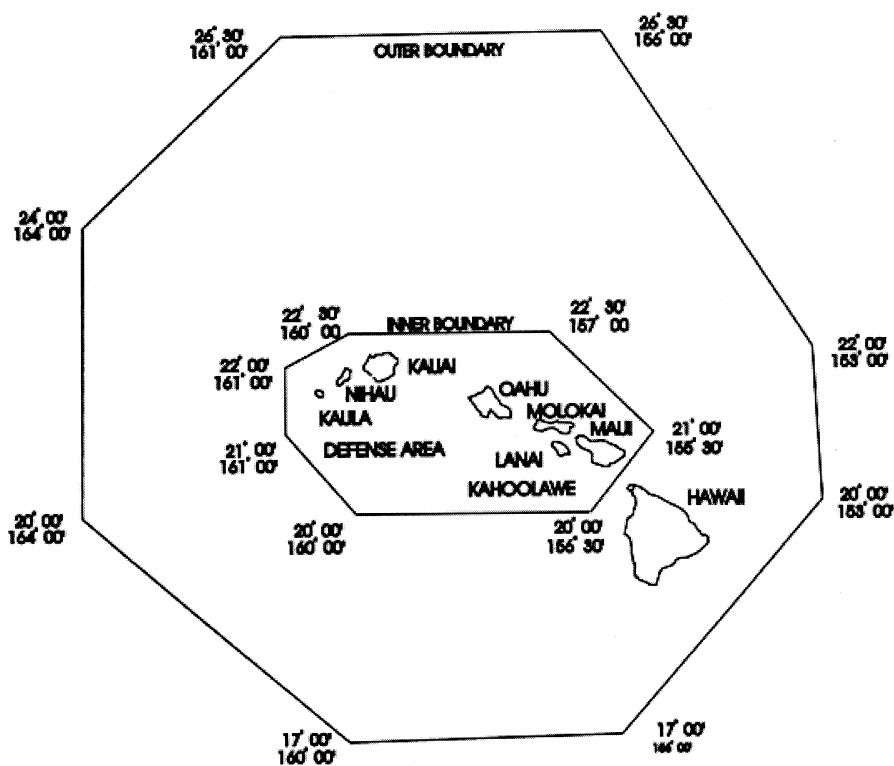 26° 30'
161° 00'
OUTER BOUNDARY
26° 30'
156° 00'
24° 00'
164° 00'
22° 30'
160° 00
INNER BOUNDARY
22° 30'
157° 00
22° 00'
153° 00'
22° 00'
161° 00'
KAUAI
NIHAU
KAULA
OAHU
MOLOKAI
MAUI
21° 00'
155° 30'
21° 00'
161° 00'
DEFENSE AREA
LANAI
KAHOOLAWE
HAWAII
20° 00'
153° 00'
20° 00'
164° 00'
20° 00'
160° 00'
20° 00'
156° 30'
17° 00'
160° 00'
17° 00'